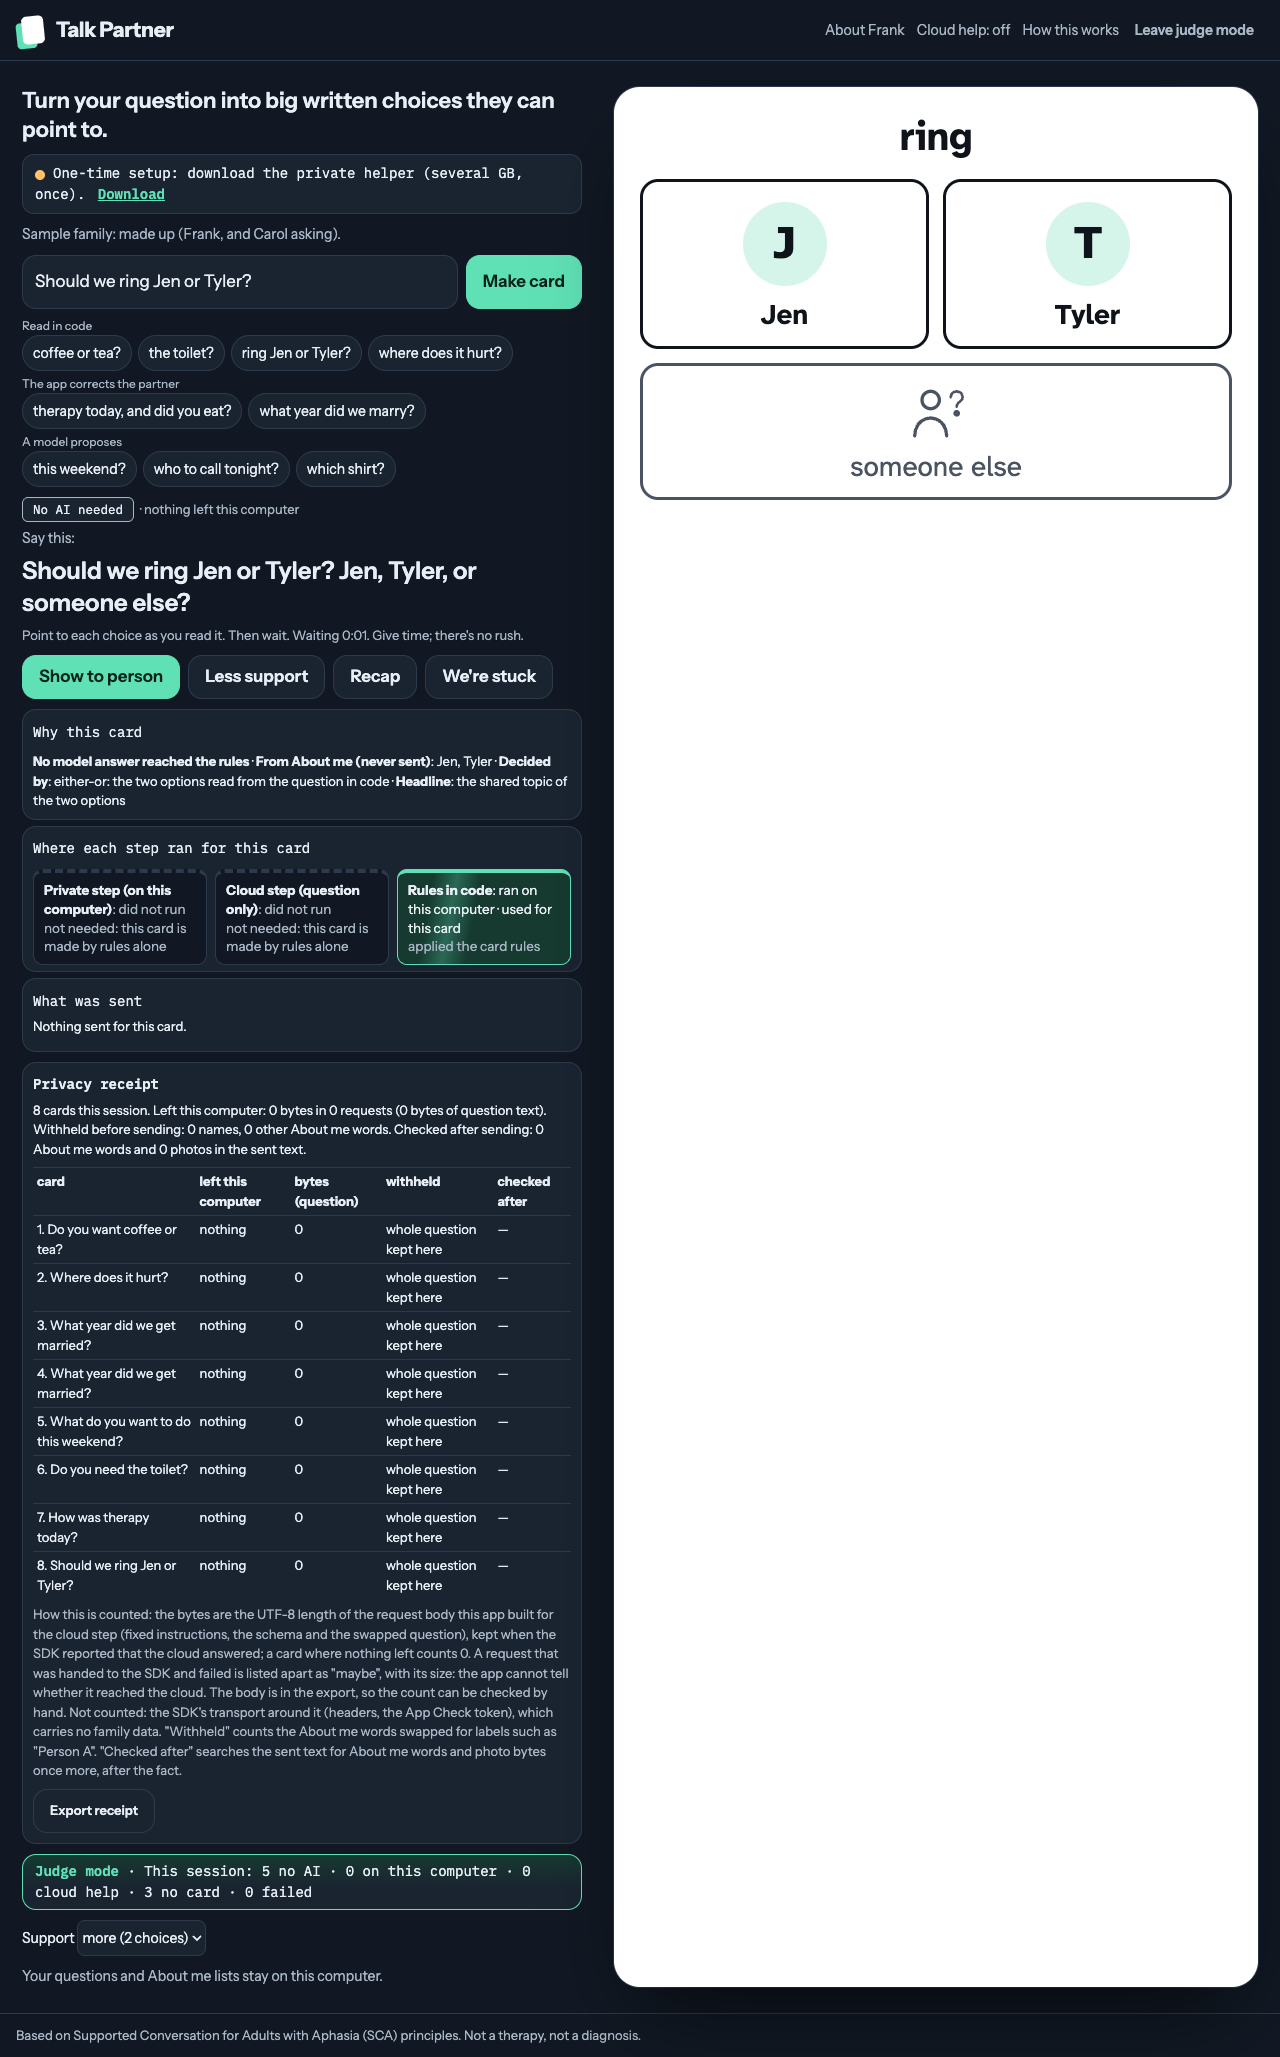 Talk Partner
About Frank Cloud help: off How this works Leave judge mode
Turn your question into big written choices they can
point to.
One-time setup: download the private helper (several GB,
once). Download
Sample family: made up (Frank, and Carol asking).
Should we ring Jen or Tyler? Make card
Read in code
coffee or tea? the toilet? ring Jen or Tyler? where does it hurt?
The app corrects the partner
therapy today, and did you eat? what year did we marry?
A model proposes
this weekend? who to call tonight? which shirt?
No AI needed · nothing left this computer
Say this:
Should we ring Jen or Tyler? Jen, Tyler, or
someone else?
Point to each choice as you read it. Then wait. Waiting 0:01. Give time; there's no rush.
Show to person Less support Recap We're stuck
Why this card
No model answer reached the rules · From About me (never sent): Jen, Tyler · Decided
by: either-or: the two options read from the question in code · Headline: the shared topic of
the two options
Where each step ran for this card
Private step (on this
computer): did not run
not needed: this card is
made by rules alone
Cloud step (question
only): did not run
not needed: this card is
made by rules alone
Rules in code: ran on
this computer · used for
this card
applied the card rules
What was sent
Nothing sent for this card.
Privacy receipt
8 cards this session. Left this computer: 0 bytes in 0 requests (0 bytes of question text).
Withheld before sending: 0 names, 0 other About me words. Checked after sending: 0
About me words and 0 photos in the sent text.
card left this computer bytes (question) withheld checked after
1. Do you want coffee or tea? nothing 0 whole question kept here —
2. Where does it hurt? nothing 0 whole question kept here —
3. What year did we get married? nothing 0 whole question kept here —
4. What year did we get married? nothing 0 whole question kept here —
5. What do you want to do this weekend? nothing 0 whole question kept here —
6. Do you need the toilet? nothing 0 whole question kept here —
7. How was therapy today? nothing 0 whole question kept here —
8. Should we ring Jen or Tyler? nothing 0 whole question kept here —
How this is counted: the bytes are the UTF-8 length of the request body this app built for
the cloud step (fixed instructions, the schema and the swapped question), kept when the
SDK reported that the cloud answered; a card where nothing left counts 0. A request that
was handed to the SDK and failed is listed apart as "maybe", with its size: the app cannot tell
whether it reached the cloud. The body is in the export, so the count can be checked by
hand. Not counted: the SDK's transport around it (headers, the App Check token), which
carries no family data. "Withheld" counts the About me words swapped for labels such as
"Person A". "Checked after" searches the sent text for About me words and photo bytes
once more, after the fact.
Export receipt
Judge mode · This session: 5 no AI · 0 on this computer · 0
cloud help · 3 no card · 0 failed
Support more (2 choices)
Your questions and About me lists stay on this computer.
ring
J
Jen
T
Tyler
?
someone else
Based on Supported Conversation for Adults with Aphasia (SCA) principles. Not a therapy, not a diagnosis.